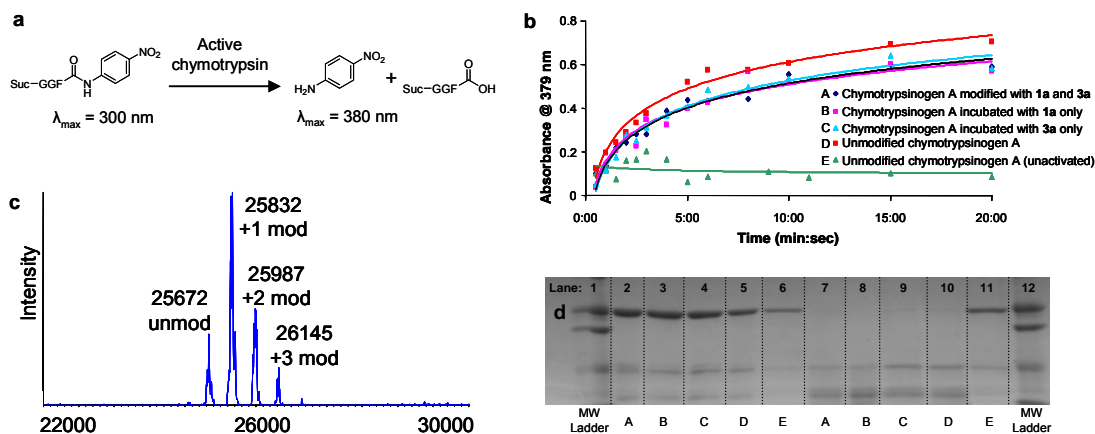 a
Suc−GGF
O
N
H
NO₂
Active
chymotrypsin
H₂N
NO₂
+
Suc−GGF
O
OH
λmax = 300 nm
λmax = 380 nm
b
Absorbance @ 379 nm
0.8
0.6
0.4
0.2
0
0:00
5:00
10:00
15:00
20:00
Time (min:sec)
A Chymotrypsinogen A modified with 1a and 3a
B Chymotrypsinogen A incubated with 1a only
C Chymotrypsinogen A incubated with 3a only
D Unmodified chymotrypsinogen A
E Unmodified chymotrypsinogen A (unactivated)
c
Intensity
25672
unmod
25832
+1 mod
25987
+2 mod
26145
+3 mod
22000
26000
30000
d
Lane: 1 2 3 4 5 6 7 8 9 10 11 12
MW
Ladder
A B C D E A B C D E
MW
Ladder